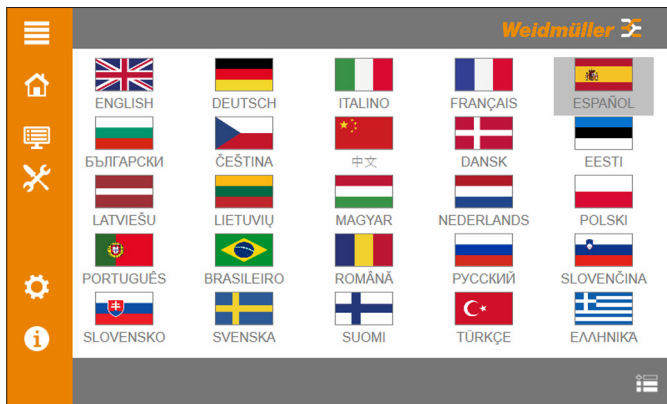 Weidmüller
ENGLISH DEUTSCH ITALINO FRANÇAIS ESPAÑOL
БЪЛГАРСКИ ČEŠTINA 中文 DANSK EESTI
LATVIEŠU LIETUVIŲ MAGYAR NEDERLANDS POLSKI
PORTUGUÊS BRASILEIRO ROMÂNĂ РУССКИЙ SLOVENČINA
SLOVENSKO SVENSKA SUOMI TÜRKÇE ΕΛΛΗΝΙΚΆ